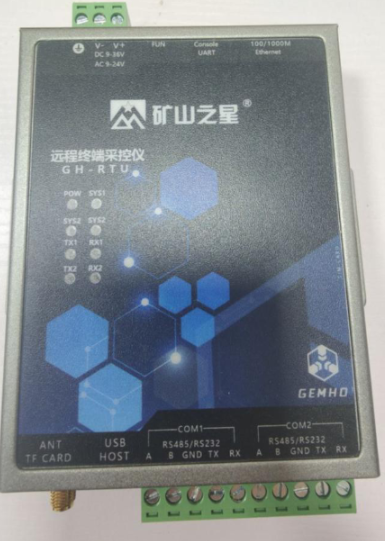 V- V+ FUN Console 100/1000M
DC 9-36V UART Ethernet
AC 9-24V
矿山之星®
远程终端采控仪
GH-RTU
POW SYS1
SYS2 SYS2
TX1 RX1
TX2 RX2
GEMHO
COM1 COM2
ANT USB RS485/RS232 RS485/RS232
TF CARD HOST A B GND TX RX A B GND TX RX